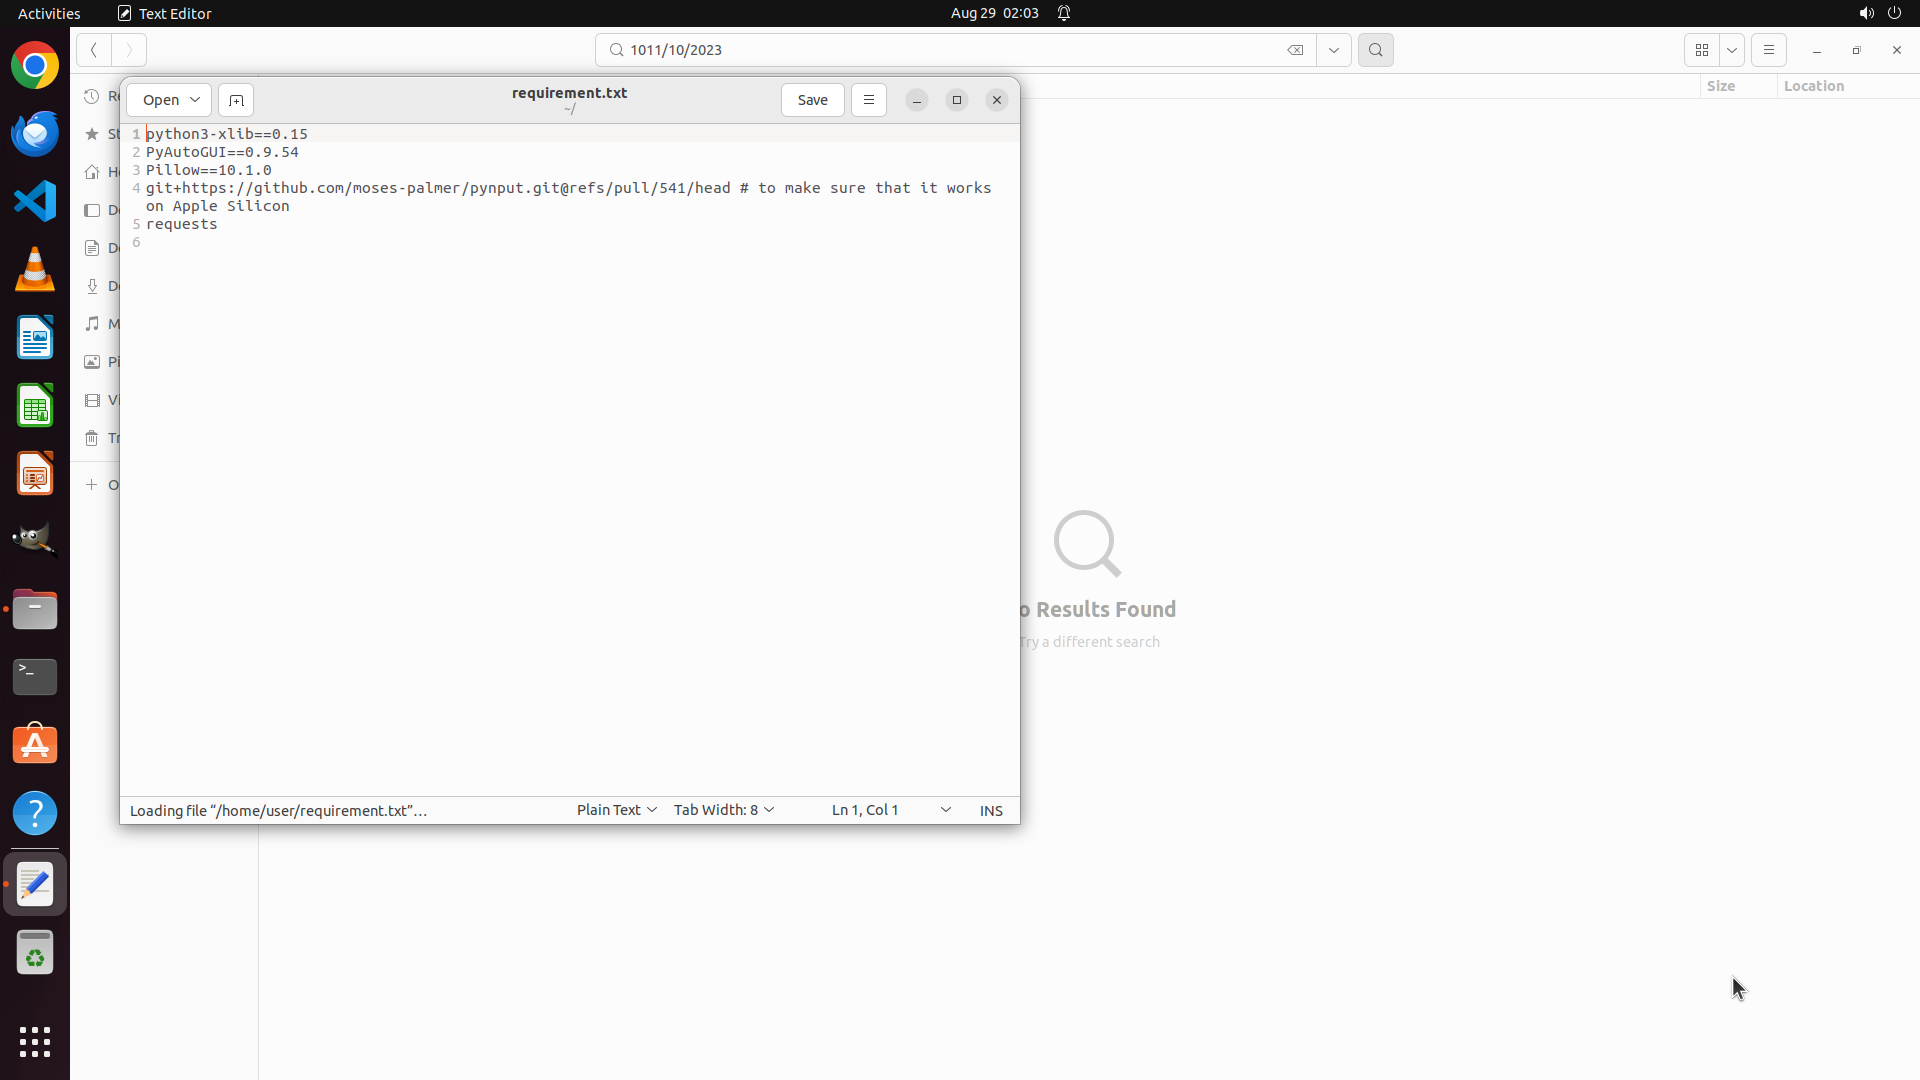 Activities
Text Editor
Aug 29 02:03
1011/10/2023
Size
Location
Open
requirement.txt
~/
Save
1 python3-xlib==0.15
2 PyAutoGUI==0.9.54
3 Pillow==10.1.0
4 git+https://github.com/moses-palmer/pynput.git@refs/pull/541/head # to make sure that it works
on Apple Silicon
5 requests
6
Re
St
H
D
D
D
M
Pi
Vi
Tr
O
o Results Found
Try a different search
Loading file “/home/user/requirement.txt”…
Plain Text
Tab Width: 8
Ln 1, Col 1
INS